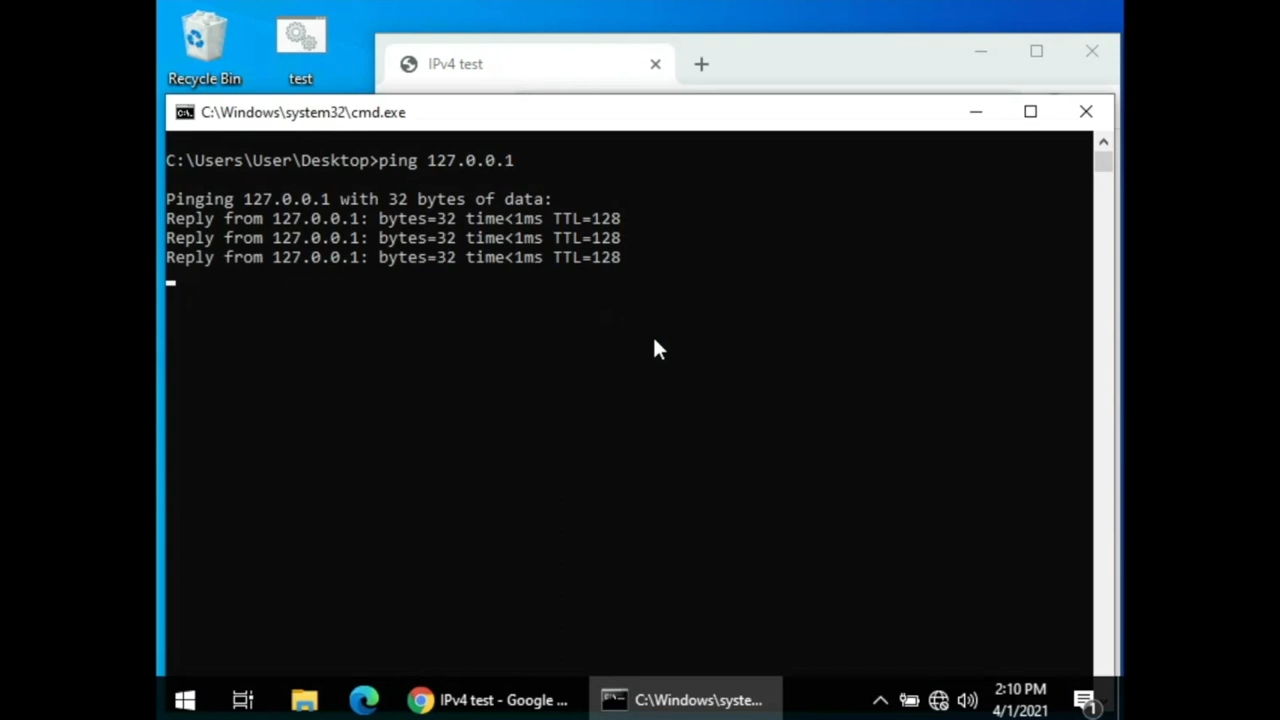 Recycle Bin
test
IPv4 test
C:\Windows\system32\cmd.exe
C:\Users\User\Desktop>ping 127.0.0.1
Pinging 127.0.0.1 with 32 bytes of data:
Reply from 127.0.0.1: bytes=32 time<1ms TTL=128
Reply from 127.0.0.1: bytes=32 time<1ms TTL=128
Reply from 127.0.0.1: bytes=32 time<1ms TTL=128
IPv4 test - Google ...
C:\Windows\syste...
2:10 PM
4/1/2021
1